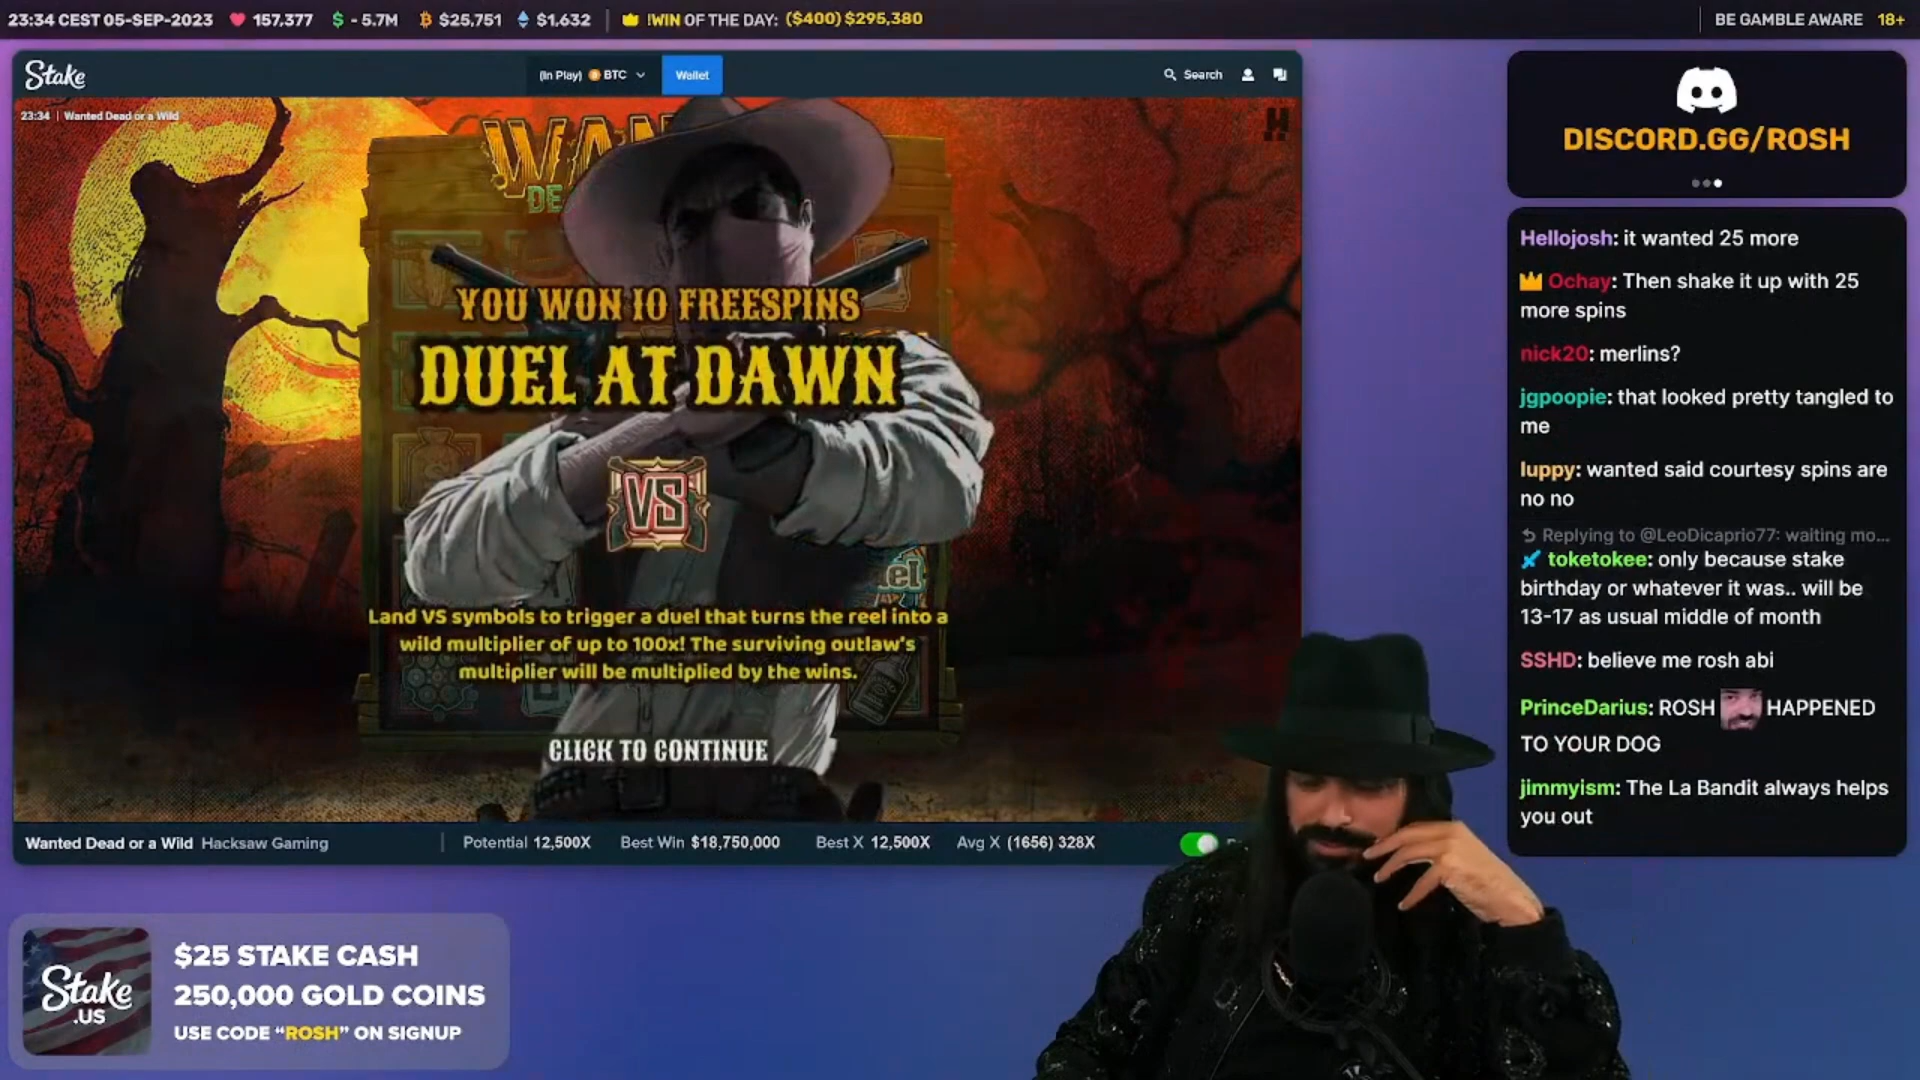 23:34 CEST 05-SEP-2023 157,377 $ - 5.7M $25,751 $1,632 !WIN OF THE DAY: ($400) $295,380 BE GAMBLE AWARE 18+
Stake
(In Play) BTC Wallet
Search
23:34 | Wanted Dead or a Wild
WAN
DE
YOU WON 10 FREESPINS
DUEL AT DAWN
VS
Land VS symbols to trigger a duel that turns the reel into a
wild multiplier of up to 100x! The surviving outlaw's
multiplier will be multiplied by the wins.
CLICK TO CONTINUE
Wanted Dead or a Wild Hacksaw Gaming Potential 12,500X Best Win $18,750,000 Best X 12,500X Avg X (1656) 328X
DISCORD.GG/ROSH
Hellojosh: it wanted 25 more
Ochay: Then shake it up with 25
more spins
nick20: merlins?
jgpoopie: that looked pretty tangled to
me
luppy: wanted said courtesy spins are
no no
Replying to @LeoDicaprio77: waiting mo...
toketokee: only because stake
birthday or whatever it was.. will be
13-17 as usual middle of month
SSHD: believe me rosh abi
PrinceDarius: ROSH HAPPENED
TO YOUR DOG
jimmyism: The La Bandit always helps
you out
Stake
.US
$25 STAKE CASH
250,000 GOLD COINS
USE CODE “ROSH” ON SIGNUP